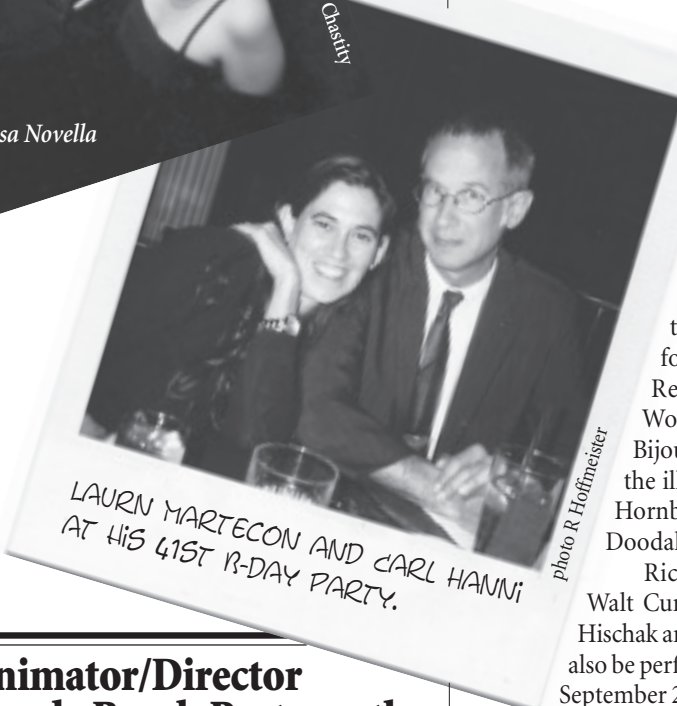 Chastity
sa Novella
LAURN MARTECON AND CARL HANNI
AT HIS 41ST B-DAY PARTY.
photo R Hoffmeister
t
fo
Re
Wo
Bijou
the ill
Hornb
Doodal
Ric
Walt Cur
Hischak ar
also be perf
September 2
nimator/Director